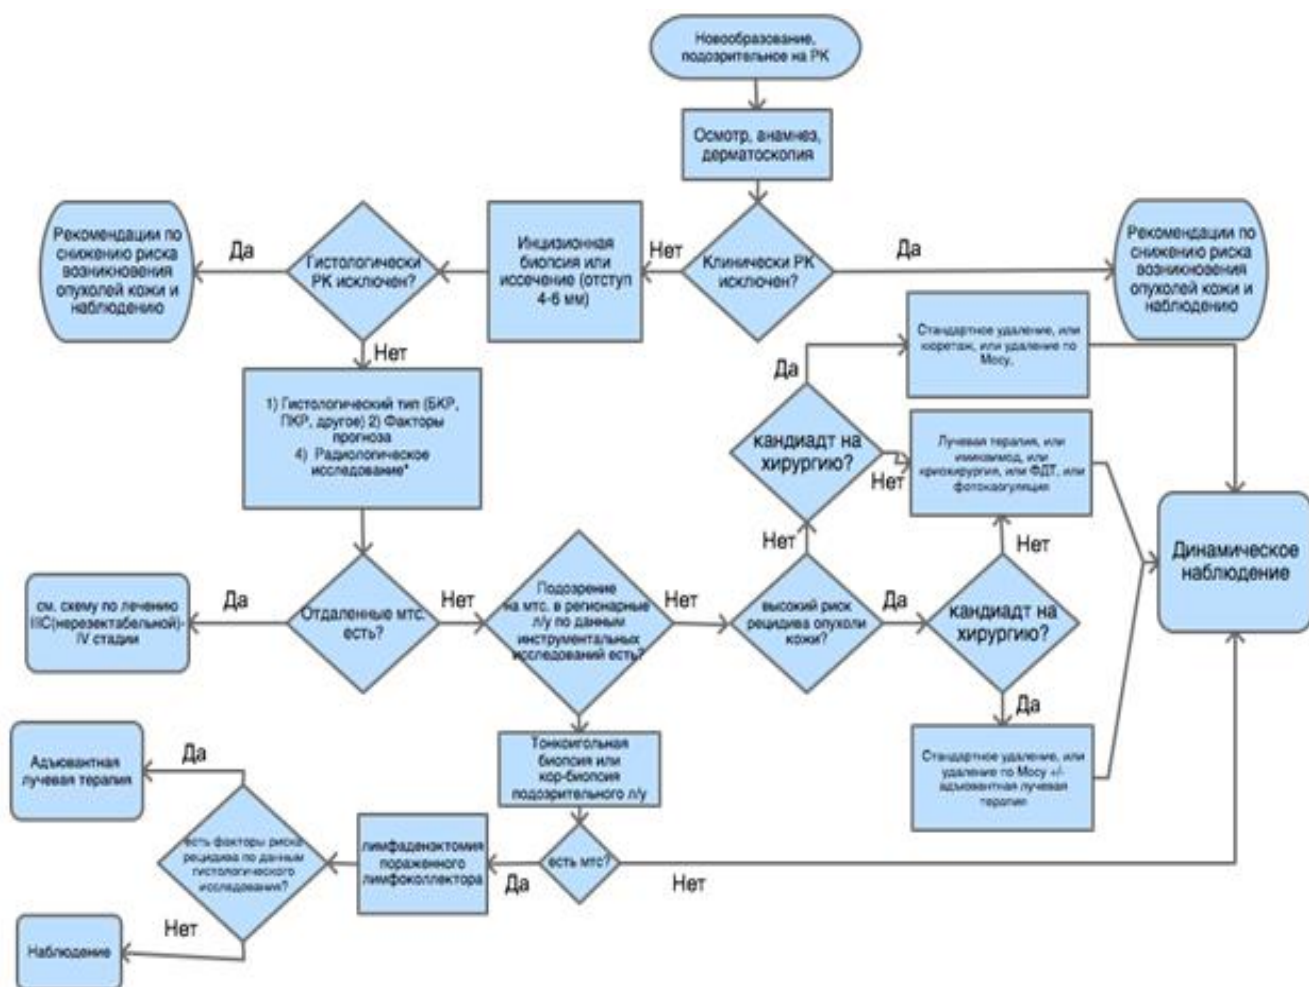 Новообразование,
подозрительное на РК
Осмотр, анамнез,
дерматоскопия
Клинически РК
исключен?
Да
Рекомендации по
снижению риска
возникновения
опухолей кожи и
наблюдению
Нет
Инцизионная
биопсия или
иссечение (отступ
4-6 мм)
Гистологически
РК исключен?
Да
Рекомендации по
снижению риска
возникновения
опухолей кожи и
наблюдению
Нет
1) Гистологический тип (БКР,
ПКР, другое) 2) Факторы
прогноза
4) Радиологическое
исследование*
Отдаленные мтс.
есть?
Да
см. схему по лечению
IIIC(нерезектабельной)-
IV стадии
Нет
Подозрение
на мтс. в регионарные
л/у по данным
инструментальных
исследований есть?
Нет
высокий риск
рецидива опухоли
кожи?
Нет
кандиадт на
хирургию?
Да
Стандартное удаление, или
кюретаж, или удаление по
Мосу,
Нет
Лучевая терапия, или
имихимод, или
криохирургия, или ФДТ, или
фотокаогуляция
Да
кандиадт на
хирургию?
Нет
Да
Стандартное удаление, или
удаление по Мосу +/-
адъювантная лучевая
терапия
Динамическое
наблюдение
Тонкоигольная
биопсия или
кор-биопсия
подозрительного л/у
есть мтс?
Нет
Да
лимфаденэктомия
пораженного
лимфоколлектора
есть факторы риска
рецидива по данным
гистологического
исследования?
Да
Адъювантная
лучевая терапия
Нет
Наблюдение